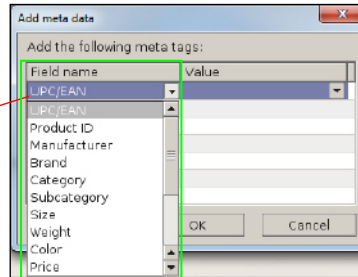 Add meta data
Add the following meta tags:
Field name Value
UPC/EAN
UPC/EAN
Product ID
Manufacturer
Brand
Category
Subcategory
Size
Weight
Color
Price
OK Cancel